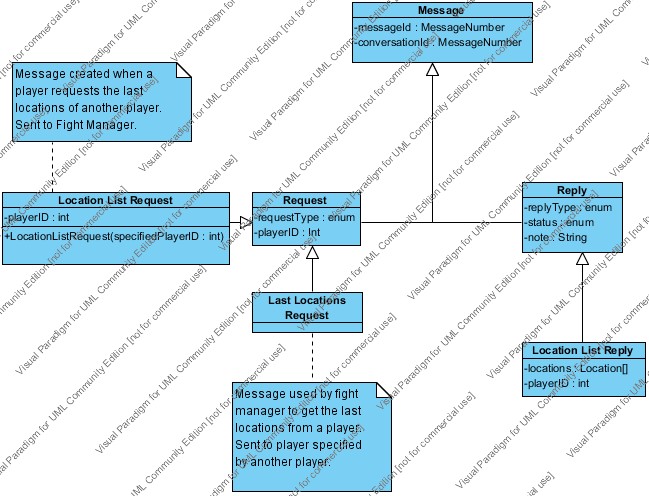 Message
-messageId : MessageNumber
-conversationId : MessageNumber
Message created when a
player requests the last
locations of another player.
Sent to Fight Manager.
Location List Request
-playerID : int
+LocationListRequest(specifiedPlayerID : int)
Request
-requestType : enum
-playerID : Int
Reply
-replyType : enum
-status : enum
-note : String
Last Locations
Request
Location List Reply
-locations : Location[]
-playerID : int
Message used by fight
manager to get the last
locations from a player.
Sent to player specified
by another player.
Visual Paradigm for UML Community Edition [not for commercial use]